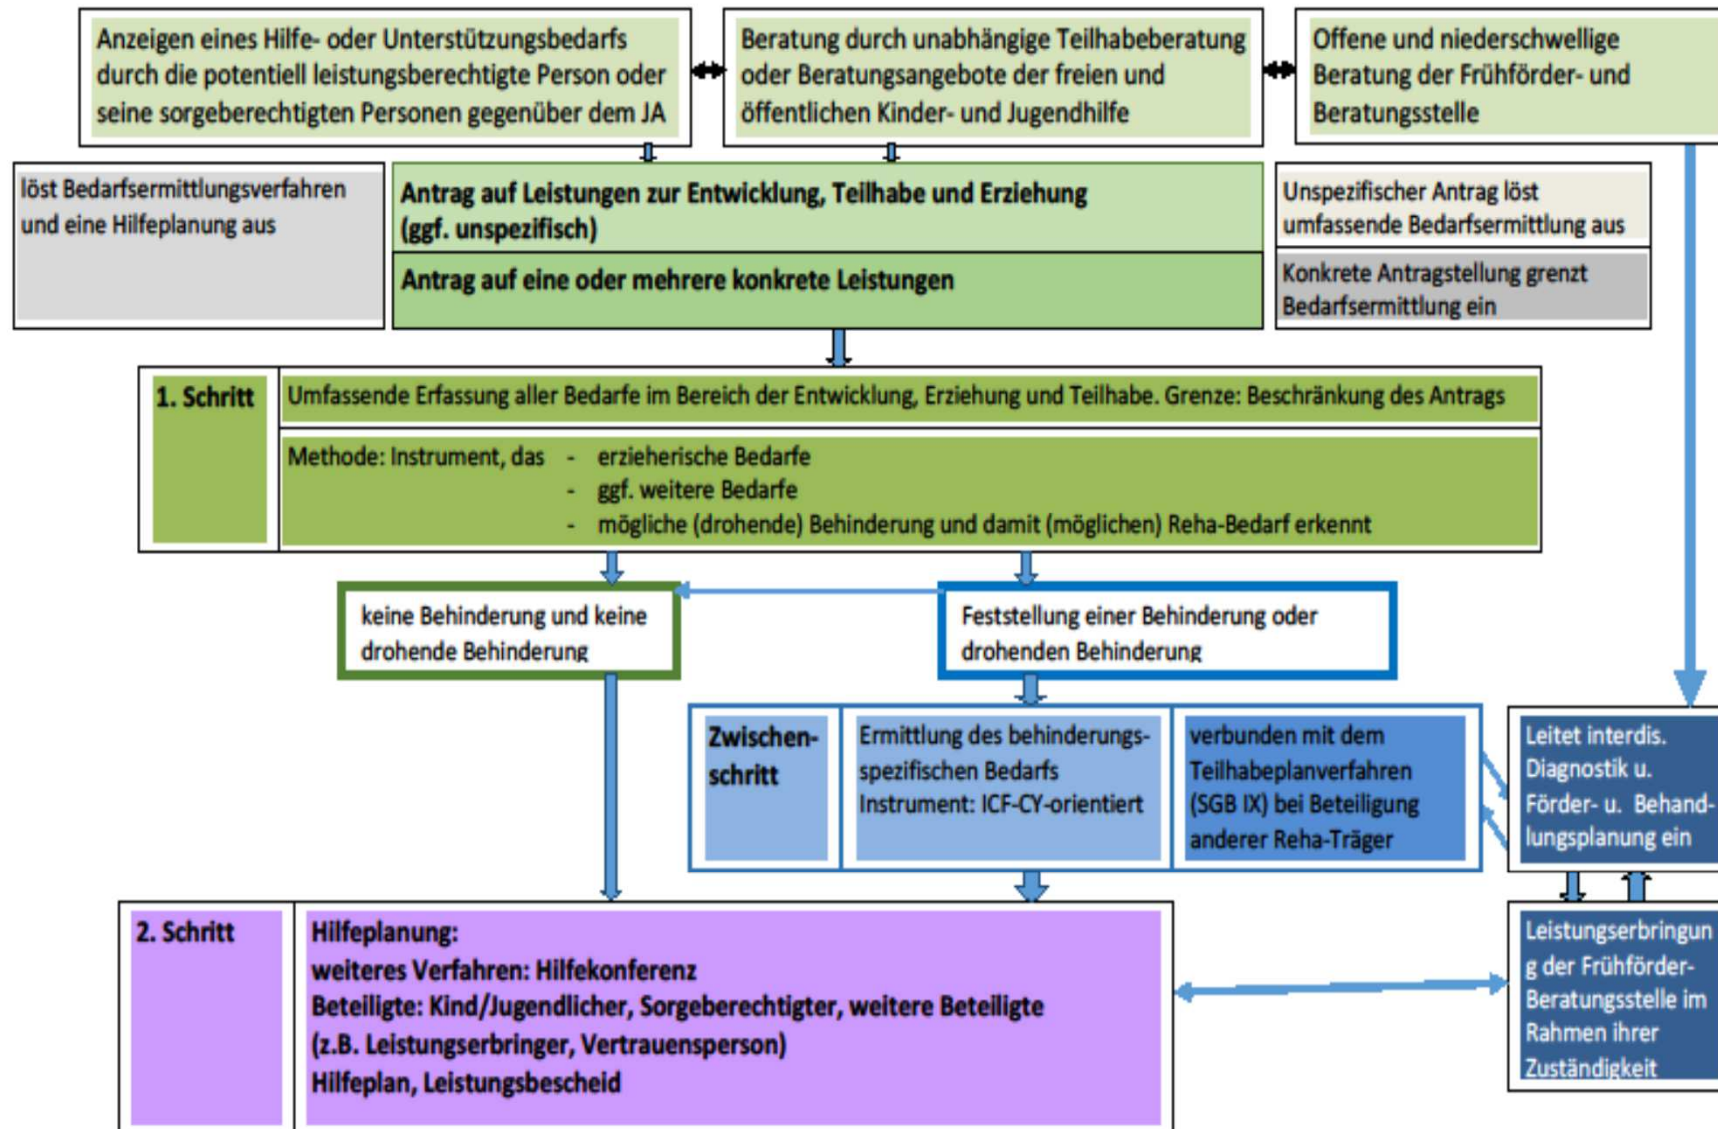 Anzeigen eines Hilfe- oder Unterstützungsbedarfs
durch die potentiell leistungsberechtigte Person oder
seine sorgeberechtigten Personen gegenüber dem JA
Beratung durch unabhängige Teilhabeberatung
oder Beratungsangebote der freien und
öffentlichen Kinder- und Jugendhilfe
Offene und niederschwellige
Beratung der Frühförder- und
Beratungsstelle
löst Bedarfsermittlungsverfahren
und eine Hilfeplanung aus
Antrag auf Leistungen zur Entwicklung, Teilhabe und Erziehung
(ggf. unspezifisch)
Antrag auf eine oder mehrere konkrete Leistungen
Unspezifischer Antrag löst
umfassende Bedarfsermittlung aus
Konkrete Antragstellung grenzt
Bedarfsermittlung ein
1. Schritt
Umfassende Erfassung aller Bedarfe im Bereich der Entwicklung, Erziehung und Teilhabe. Grenze: Beschränkung des Antrags
Methode: Instrument, das - erzieherische Bedarfe
- ggf. weitere Bedarfe
- mögliche (drohende) Behinderung und damit (möglichen) Reha-Bedarf erkennt
keine Behinderung und keine
drohende Behinderung
Feststellung einer Behinderung oder
drohenden Behinderung
Zwischen-
schritt
Ermittlung des behinderungs-
spezifischen Bedarfs
Instrument: ICF-CY-orientiert
verbunden mit dem
Teilhabeplanverfahren
(SGB IX) bei Beteiligung
anderer Reha-Träger
Leitet interdis.
Diagnostik u.
Förder- u. Behand-
lungsplanung ein
2. Schritt
Hilfeplanung:
weiteres Verfahren: Hilfekonferenz
Beteiligte: Kind/Jugendlicher, Sorgeberechtigter, weitere Beteiligte
(z.B. Leistungserbringer, Vertrauensperson)
Hilfeplan, Leistungsbescheid
Leistungserbringun
g der Frühförder-
Beratungsstelle im
Rahmen ihrer
Zuständigkeit